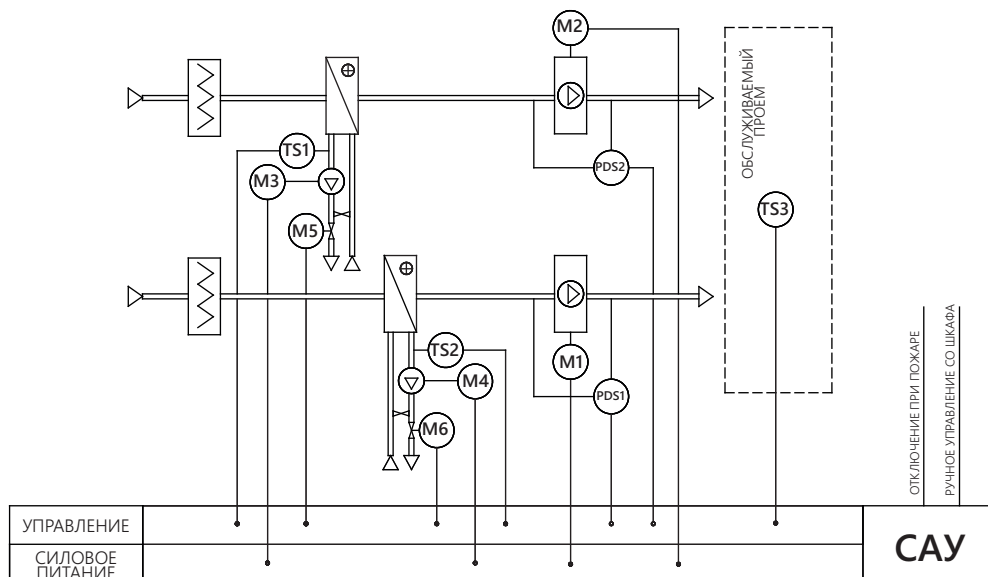 M2
ОБСЛУЖИВАЕМЫЙ
ПРОЕМ
TS1
PDS2
M3
TS3
M5
TS2
M1
M4
PDS1
M6
ОТКЛЮЧЕНИЕ ПРИ ПОЖАРЕ
РУЧНОЕ УПРАВЛЕНИЕ СО ШКАФА
УПРАВЛЕНИЕ
САУ
СИЛОВОЕ
ПИТАНИЕ